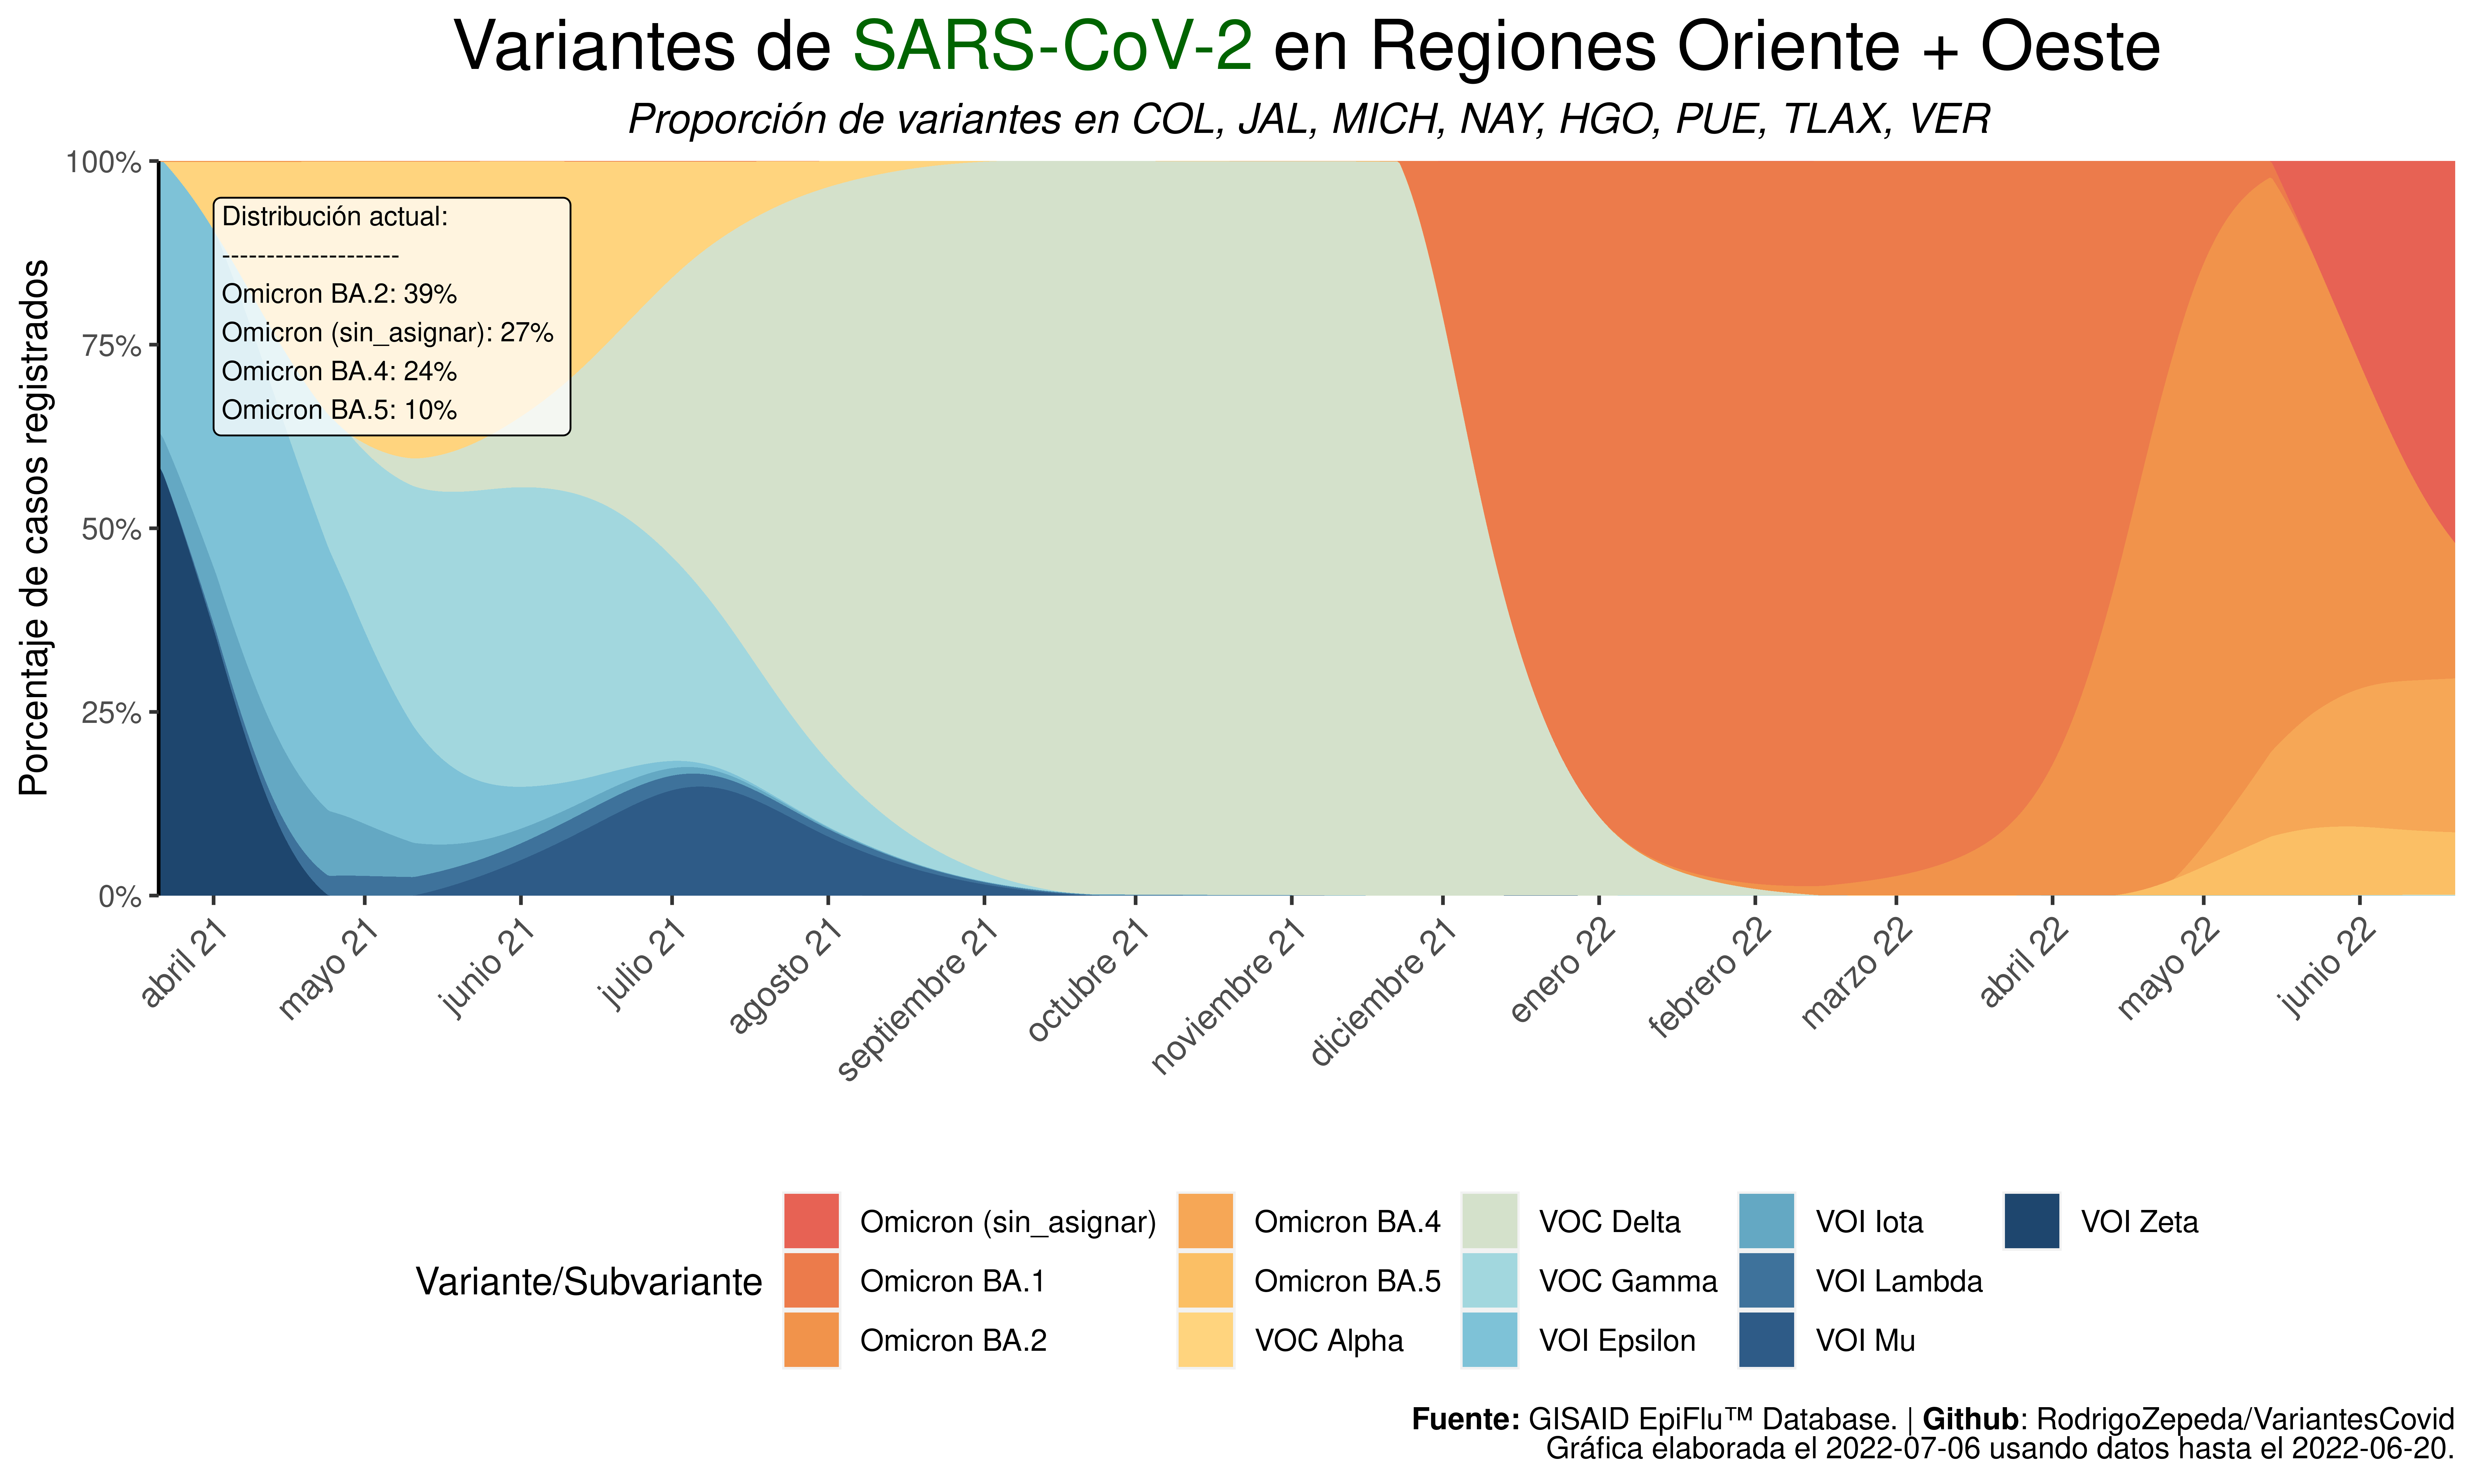 Variantes de SARS-CoV-2 en Regiones Oriente + Oeste
Proporción de variantes en COL, JAL, MICH, NAY, HGO, PUE, TLAX, VER
Porcentaje de casos registrados
100%
75%
50%
25%
0%
Distribución actual:
--------------------
Omicron BA.2: 39%
Omicron (sin_asignar): 27%
Omicron BA.4: 24%
Omicron BA.5: 10%
abril 21
mayo 21
junio 21
julio 21
agosto 21
septiembre 21
octubre 21
noviembre 21
diciembre 21
enero 22
febrero 22
marzo 22
abril 22
mayo 22
junio 22
Variante/Subvariante
Omicron (sin_asignar)
Omicron BA.1
Omicron BA.2
Omicron BA.4
Omicron BA.5
VOC Alpha
VOC Delta
VOC Gamma
VOI Epsilon
VOI Iota
VOI Lambda
VOI Mu
VOI Zeta
Fuente: GISAID EpiFlu™ Database. | Github: RodrigoZepeda/VariantesCovid
Gráfica elaborada el 2022-07-06 usando datos hasta el 2022-06-20.